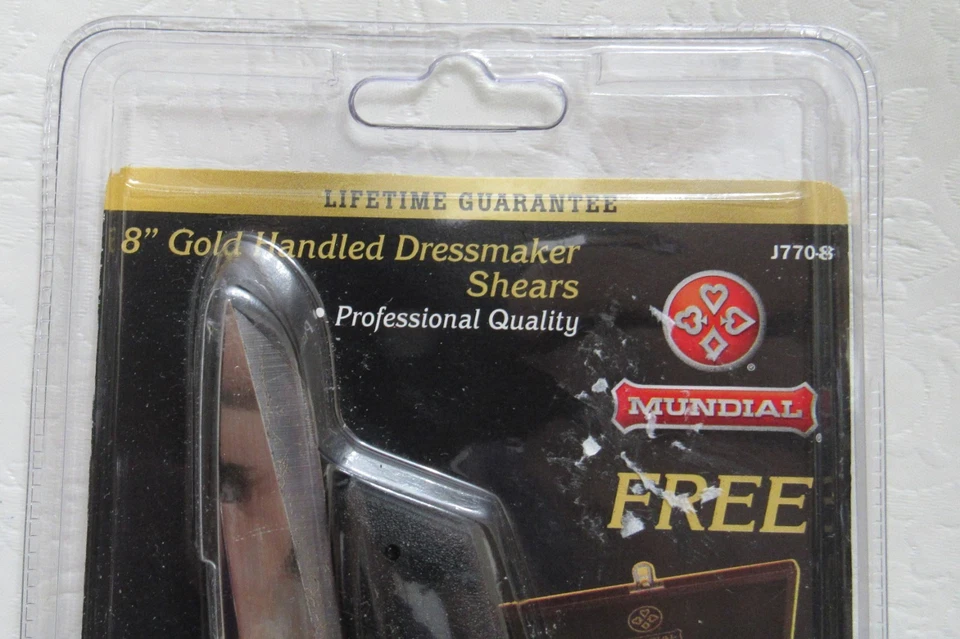 LIFETIME GUARANTEE
8” Gold Handled Dressmaker
Shears
• Professional Quality
J770-8
MUNDIAL
®
FREE